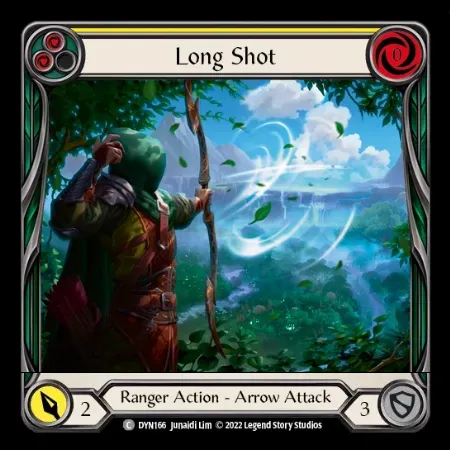 Long Shot
0
2
Ranger Action - Arrow Attack
3
C DYN166 Junaidi Lim © 2022 Legend Story Studios